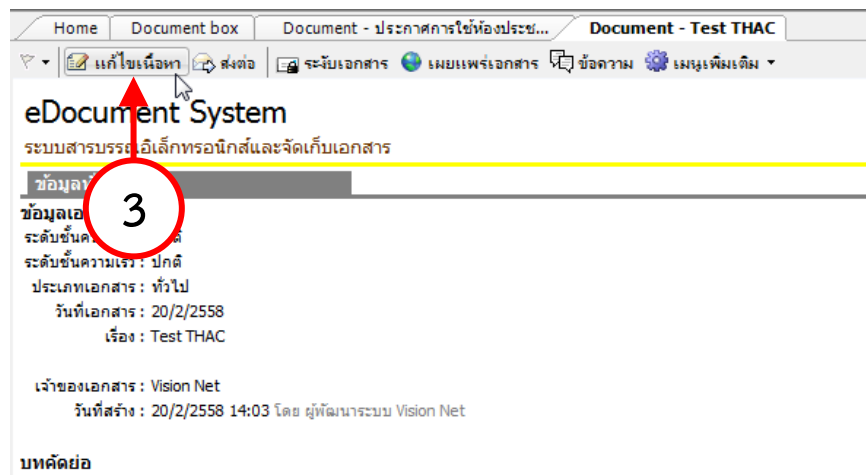 Home Document box Document - ประกาศการใช้ห้องประช... Document - Test THAC
แก้ไขเนื้อหา ส่งต่อ ระงับเอกสาร เผยแพร่เอกสาร ข้อความ เมนูเพิ่มเติม
eDocument System
ระบบสารบรรณอิเล็กทรอนิกส์และจัดเก็บเอกสาร
3
ระดับชั้นความเร็ว : ปกติ
ประเภทเอกสาร : ทั่วไป
วันที่เอกสาร : 20/2/2558
เรื่อง : Test THAC
เจ้าของเอกสาร : Vision Net
วันที่สร้าง : 20/2/2558 14:03 โดย ผู้พัฒนาระบบ Vision Net
บทคัดย่อ